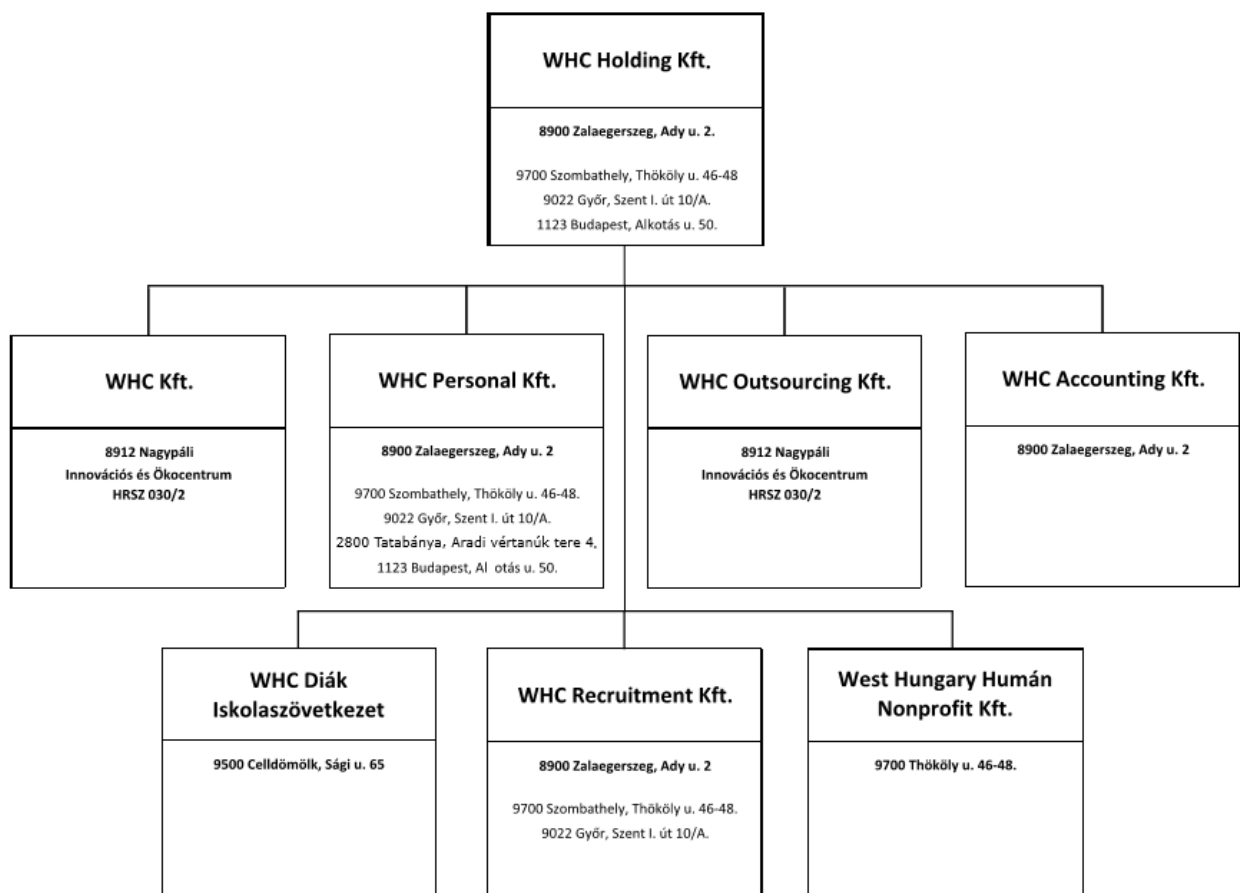 WHC Holding Kft.
8900 Zalaegerszeg, Ady u. 2.
9700 Szombathely, Thököly u. 46-48
9022 Győr, Szent I. út 10/A.
1123 Budapest, Alkotás u. 50.
WHC Kft.
8912 Nagypáli
Innovációs és Ökocentrum
HRSZ 030/2
WHC Personal Kft.
8900 Zalaegerszeg, Ady u. 2
9700 Szombathely, Thököly u. 46-48.
9022 Győr, Szent I. út 10/A.
2800 Tatabánya, Aradi vértanúk tere 4.
1123 Budapest, Al otás u. 50.
WHC Outsourcing Kft.
8912 Nagypáli
Innovációs és Ökocentrum
HRSZ 030/2
WHC Accounting Kft.
8900 Zalaegerszeg, Ady u. 2
WHC Diák
Iskolaszövetkezet
9500 Celldömölk, Sági u. 65
WHC Recruitment Kft.
8900 Zalaegerszeg, Ady u. 2
9700 Szombathely, Thököly u. 46-48.
9022 Győr, Szent I. út 10/A.
West Hungary Humán
Nonprofit Kft.
9700 Thököly u. 46-48.